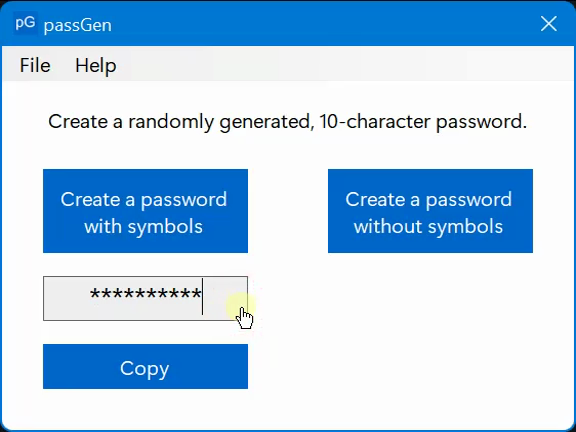 pG passGen
File Help
Create a randomly generated, 10-character password.
Create a password
with symbols
Create a password
without symbols
**********
Copy